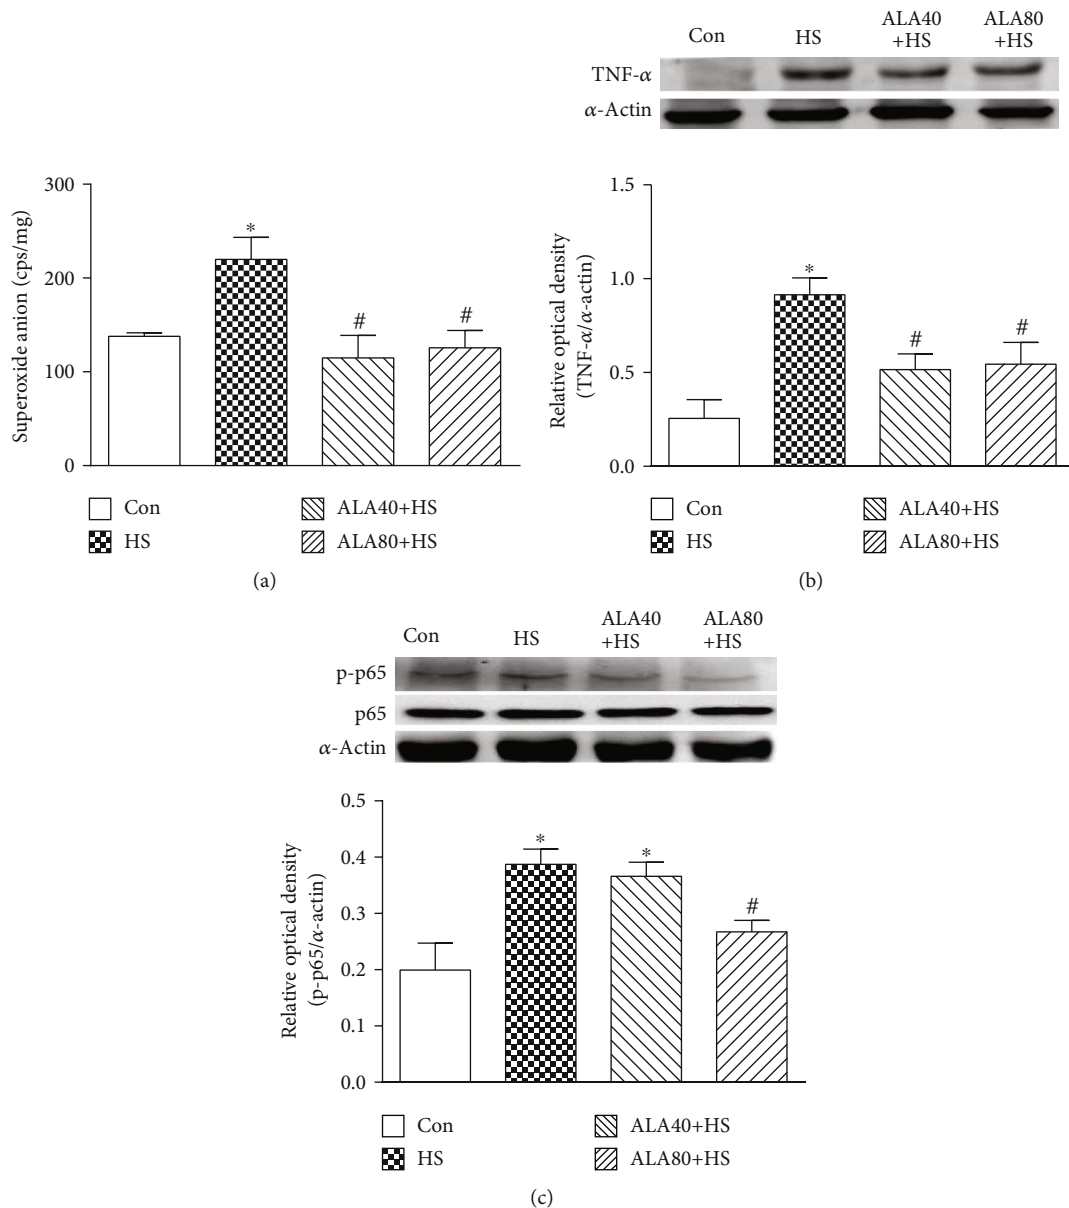 Con HS ALA40 +HS ALA80 +HS
TNF-α
α-Actin
Superoxide anion (cps/mg)
300
200
100
0
*
#
#
Con
HS
ALA40+HS
ALA80+HS
(a)
Relative optical density
(TNF-α/α-actin)
1.5
1.0
0.5
0.0
*
#
#
Con
HS
ALA40+HS
ALA80+HS
(b)
Con HS ALA40 +HS ALA80 +HS
p-p65
p65
α-Actin
Relative optical density
(p-p65/α-actin)
0.5
0.4
0.3
0.2
0.1
0.0
*
*
#
Con
HS
ALA40+HS
ALA80+HS
(c)